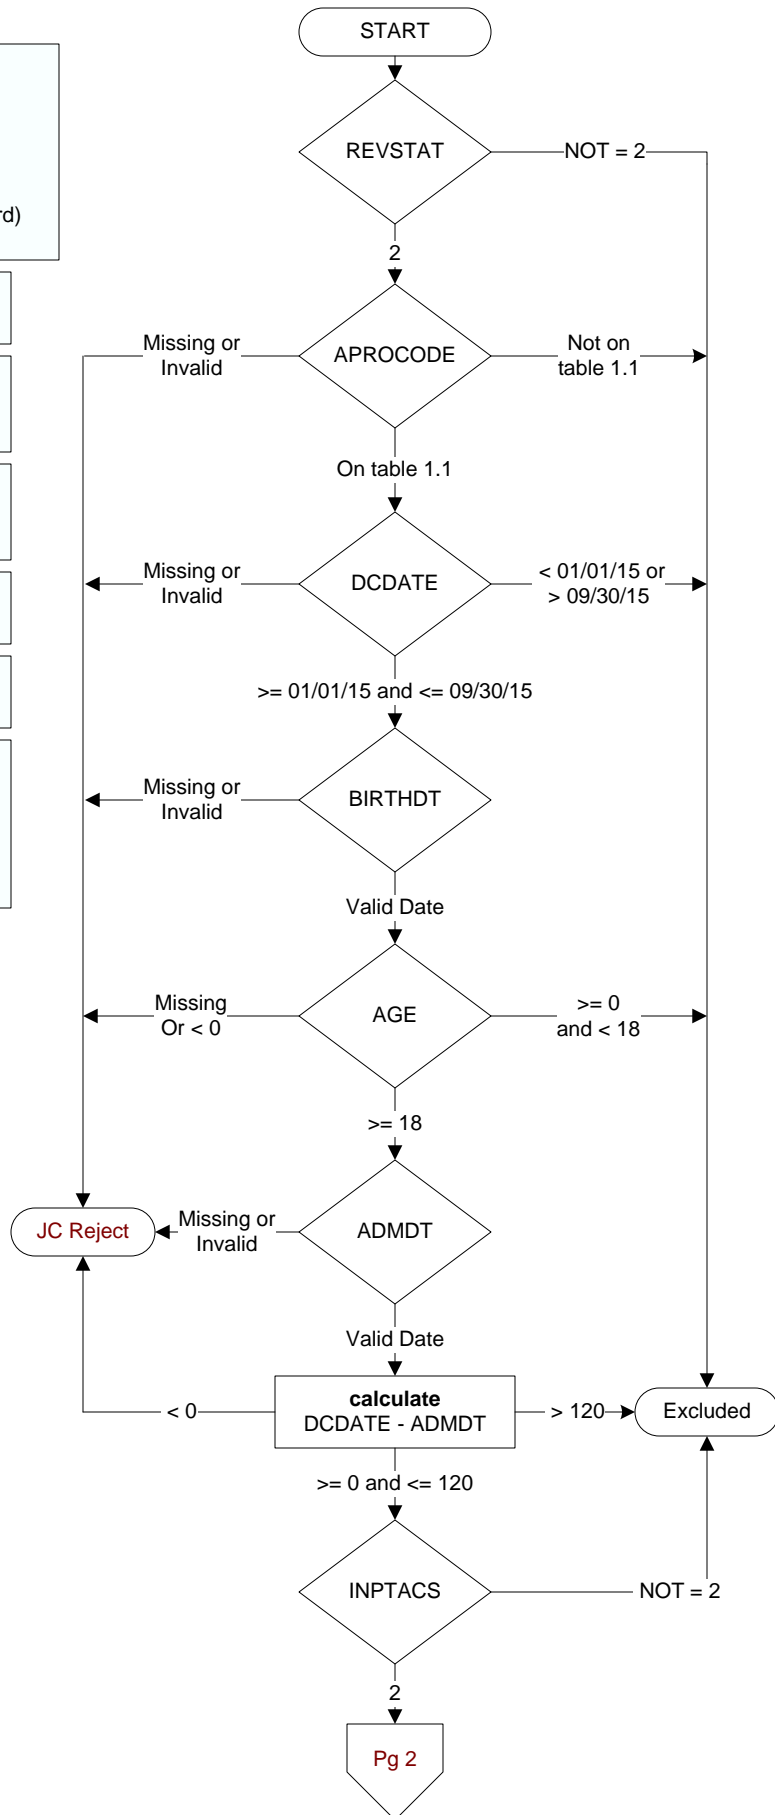 START
REVSTAT
NOT = 2
rd)
2
Missing or
Invalid
APROCODE
Not on
table 1.1
On table 1.1
Missing or
Invalid
DCDATE
< 01/01/15 or
> 09/30/15
>= 01/01/15 and <= 09/30/15
Missing or
Invalid
BIRTHDT
Valid Date
Missing
Or < 0
AGE
>= 0
and < 18
>= 18
JC Reject
Missing or
Invalid
ADMDT
Valid Date
< 0
calculate
DCDATE - ADMDT
> 120
Excluded
>= 0 and <= 120
INPTACS
NOT = 2
2
Pg 2